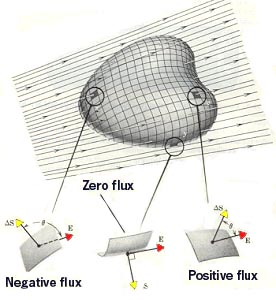 Zero flux
ΔS θ E
E
S
ΔS
θ
E
Negative flux
Positive flux